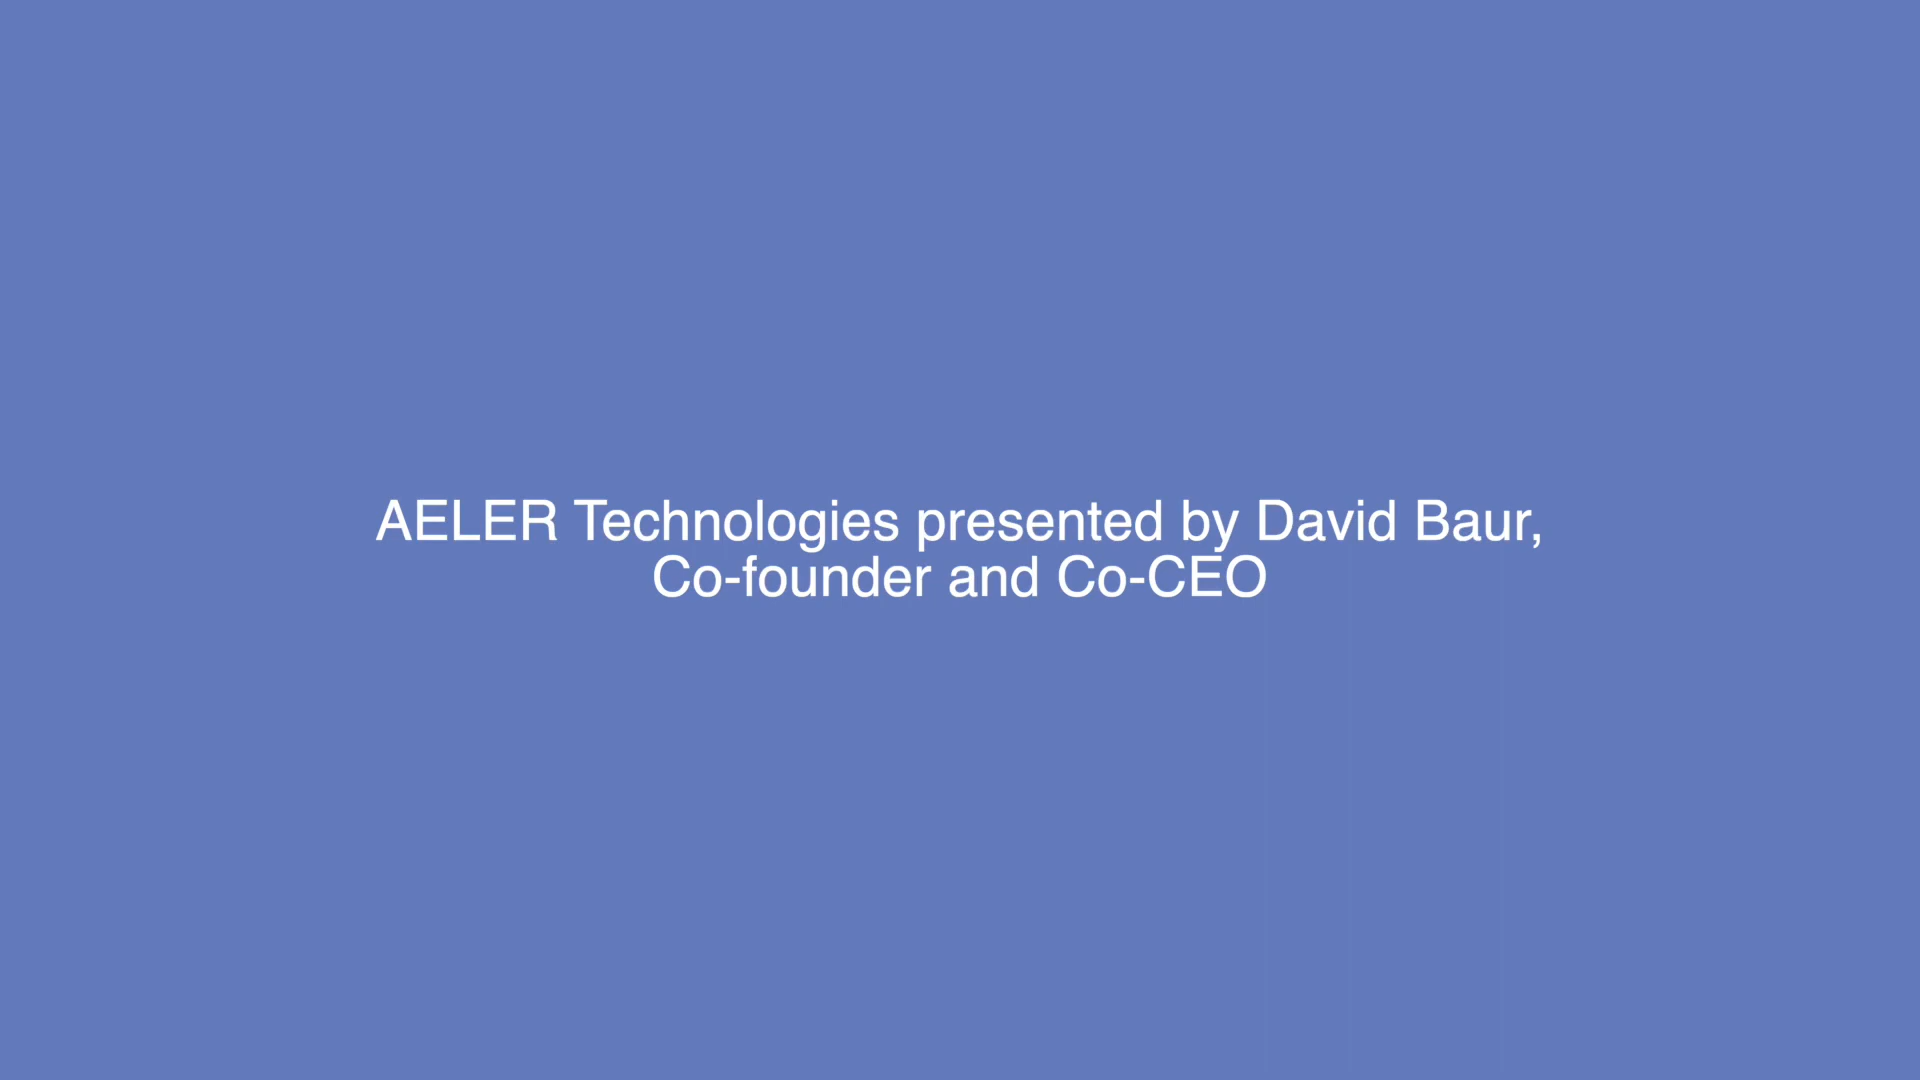 AELER Technologies presented by David Baur,
Co-founder and Co-CEO